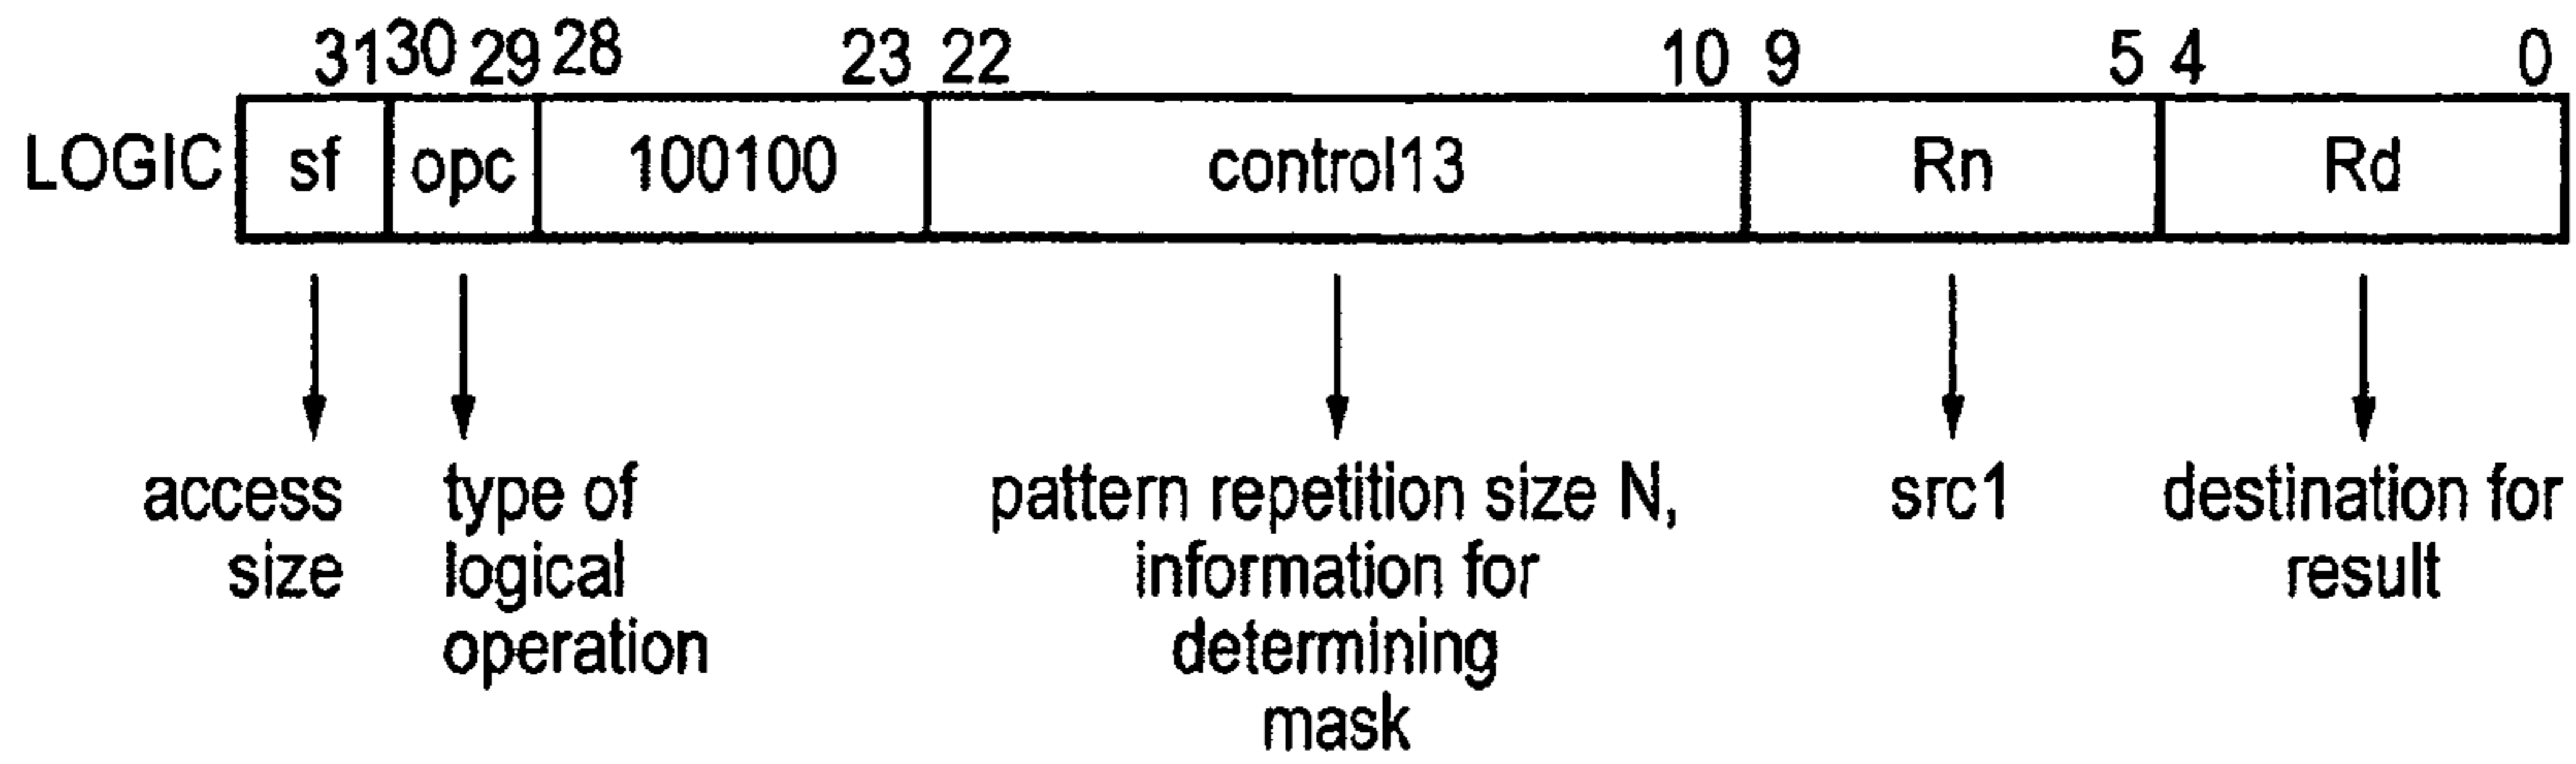 31 30 29 28 23 22 10 9 5 4 0
LOGIC sf opc 100100 control13 Rn Rd
access size
type of logical operation
pattern repetition size N,
information for
determining
mask
src1
destination for
result